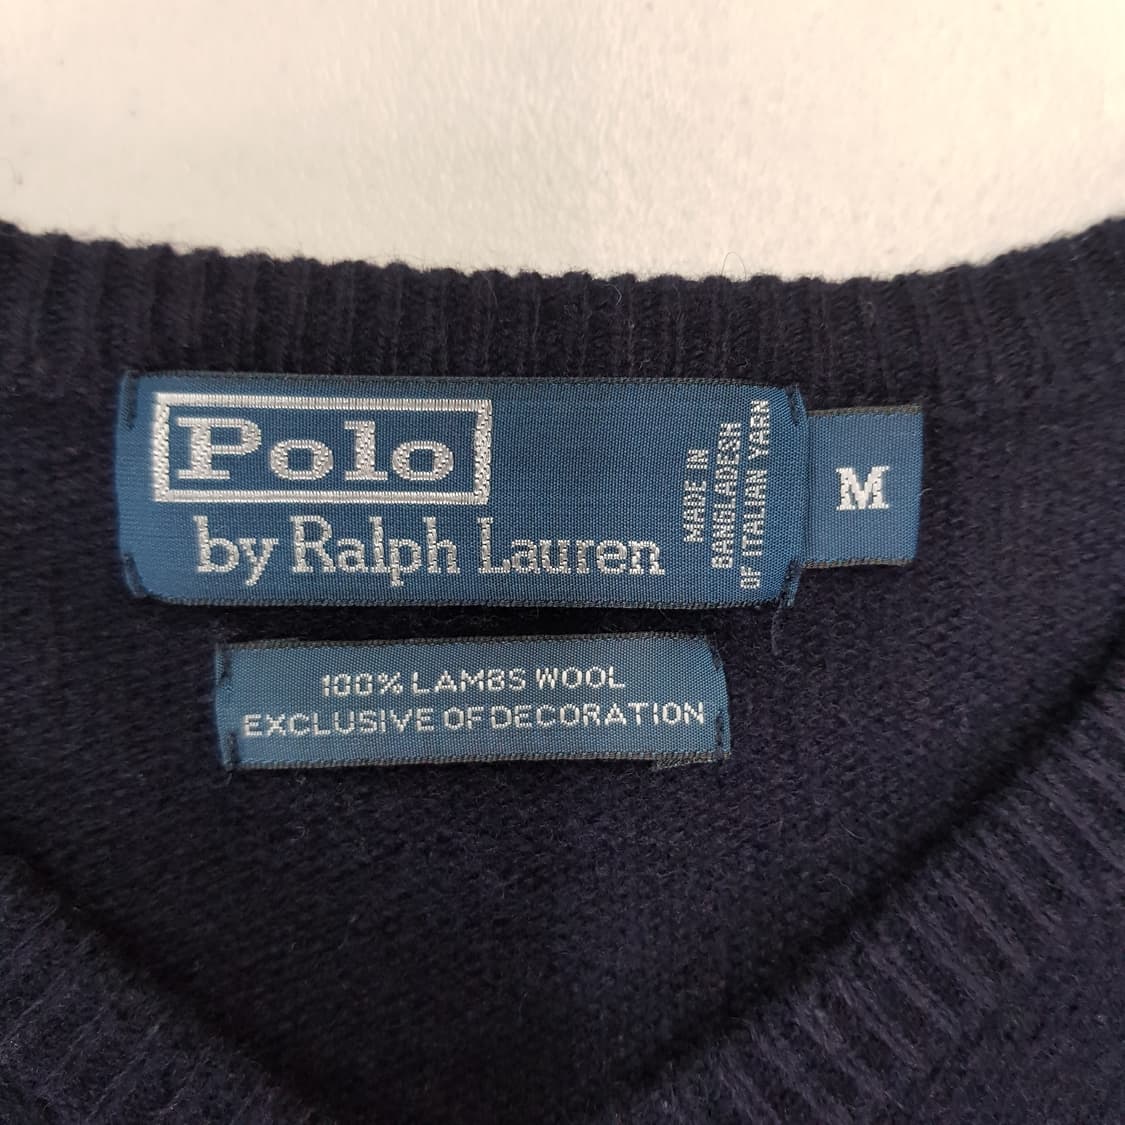 Polo
by Ralph Lauren
MADE IN
BANGLADESH
OF ITALIAN YARN
M
100% LAMBS WOOL
EXCLUSIVE OF DECORATION